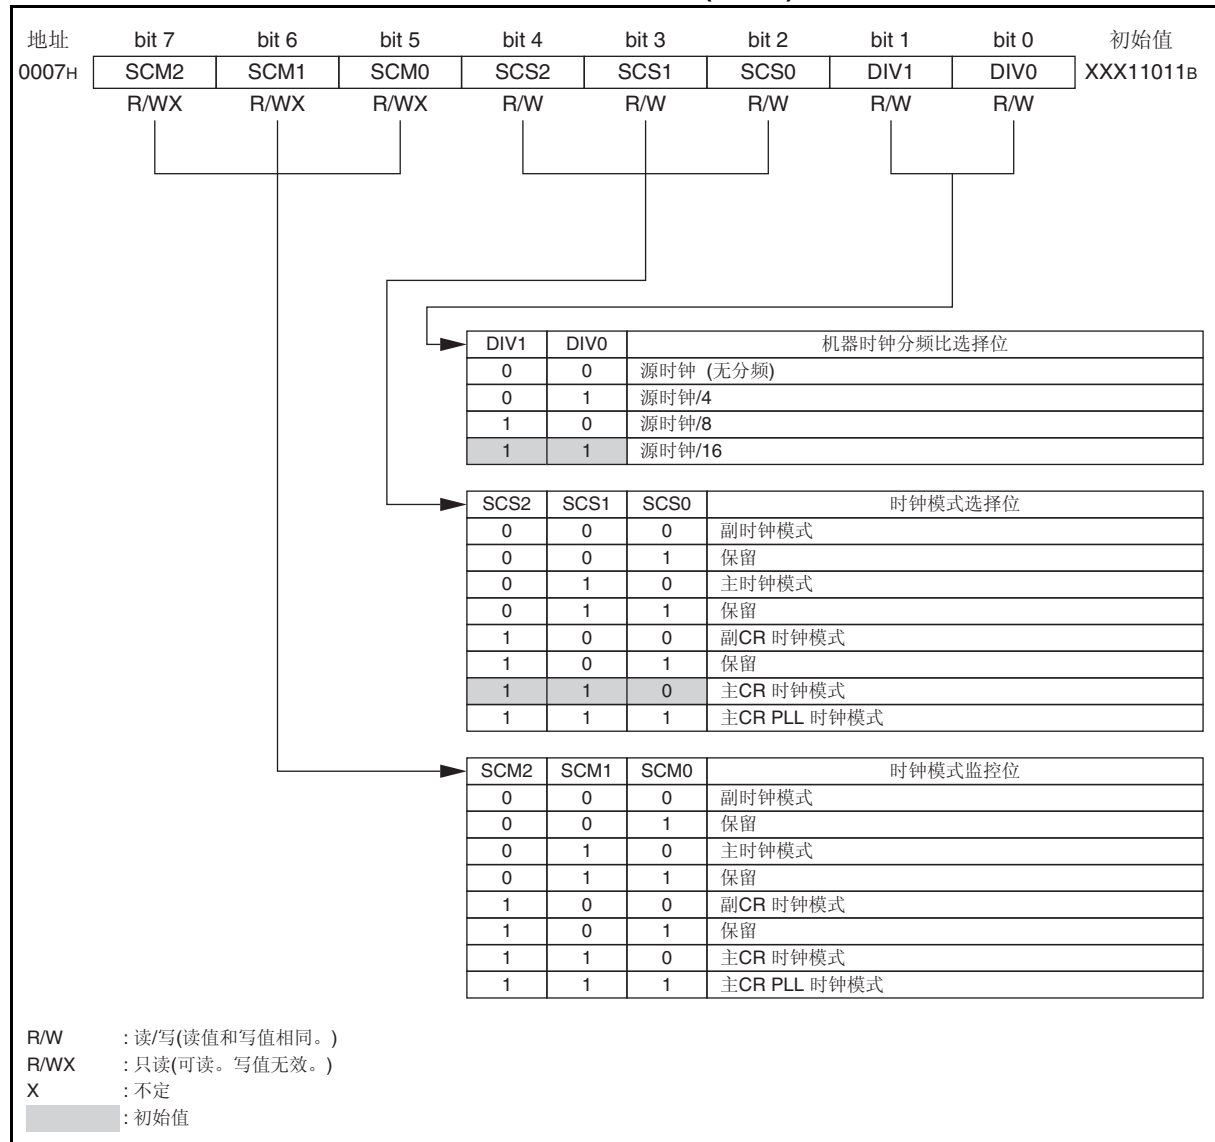 地址 bit 7 bit 6 bit 5 bit 4 bit 3 bit 2 bit 1 bit 0 初始值
0007H SCM2 SCM1 SCM0 SCS2 SCS1 SCS0 DIV1 DIV0 XXX11011B
R/WX R/WX R/WX R/W R/W R/W R/W R/W
DIV1 DIV0 机器时钟分频比选择位
0 0 源时钟 (无分频)
0 1 源时钟/4
1 0 源时钟/8
1 1 源时钟/16
SCS2 SCS1 SCS0 时钟模式选择位
0 0 0 副时钟模式
0 0 1 保留
0 1 0 主时钟模式
0 1 1 保留
1 0 0 副CR 时钟模式
1 0 1 保留
1 1 0 主CR 时钟模式
1 1 1 主CR PLL 时钟模式
SCM2 SCM1 SCM0 时钟模式监控位
0 0 0 副时钟模式
0 0 1 保留
0 1 0 主时钟模式
0 1 1 保留
1 0 0 副CR 时钟模式
1 0 1 保留
1 1 0 主CR 时钟模式
1 1 1 主CR PLL 时钟模式
R/W : 读/写(读值和写值相同。)
R/WX : 只读(可读。写值无效。)
X : 不定
: 初始值